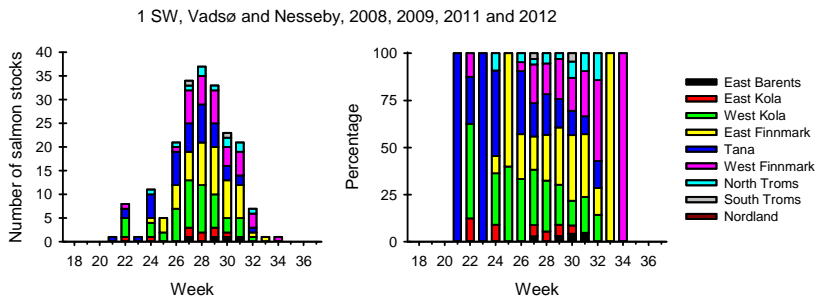 1 SW, Vadsø and Nesseby, 2008, 2009, 2011 and 2012
Number of salmon stocks
40
35
30
25
20
15
10
5
0
18 20 22 24 26 28 30 32 34 36
Week
Percentage
100
75
50
25
0
18 20 22 24 26 28 30 32 34 36
Week
East Barents
East Kola
West Kola
East Finnmark
Tana
West Finnmark
North Troms
South Troms
Nordland